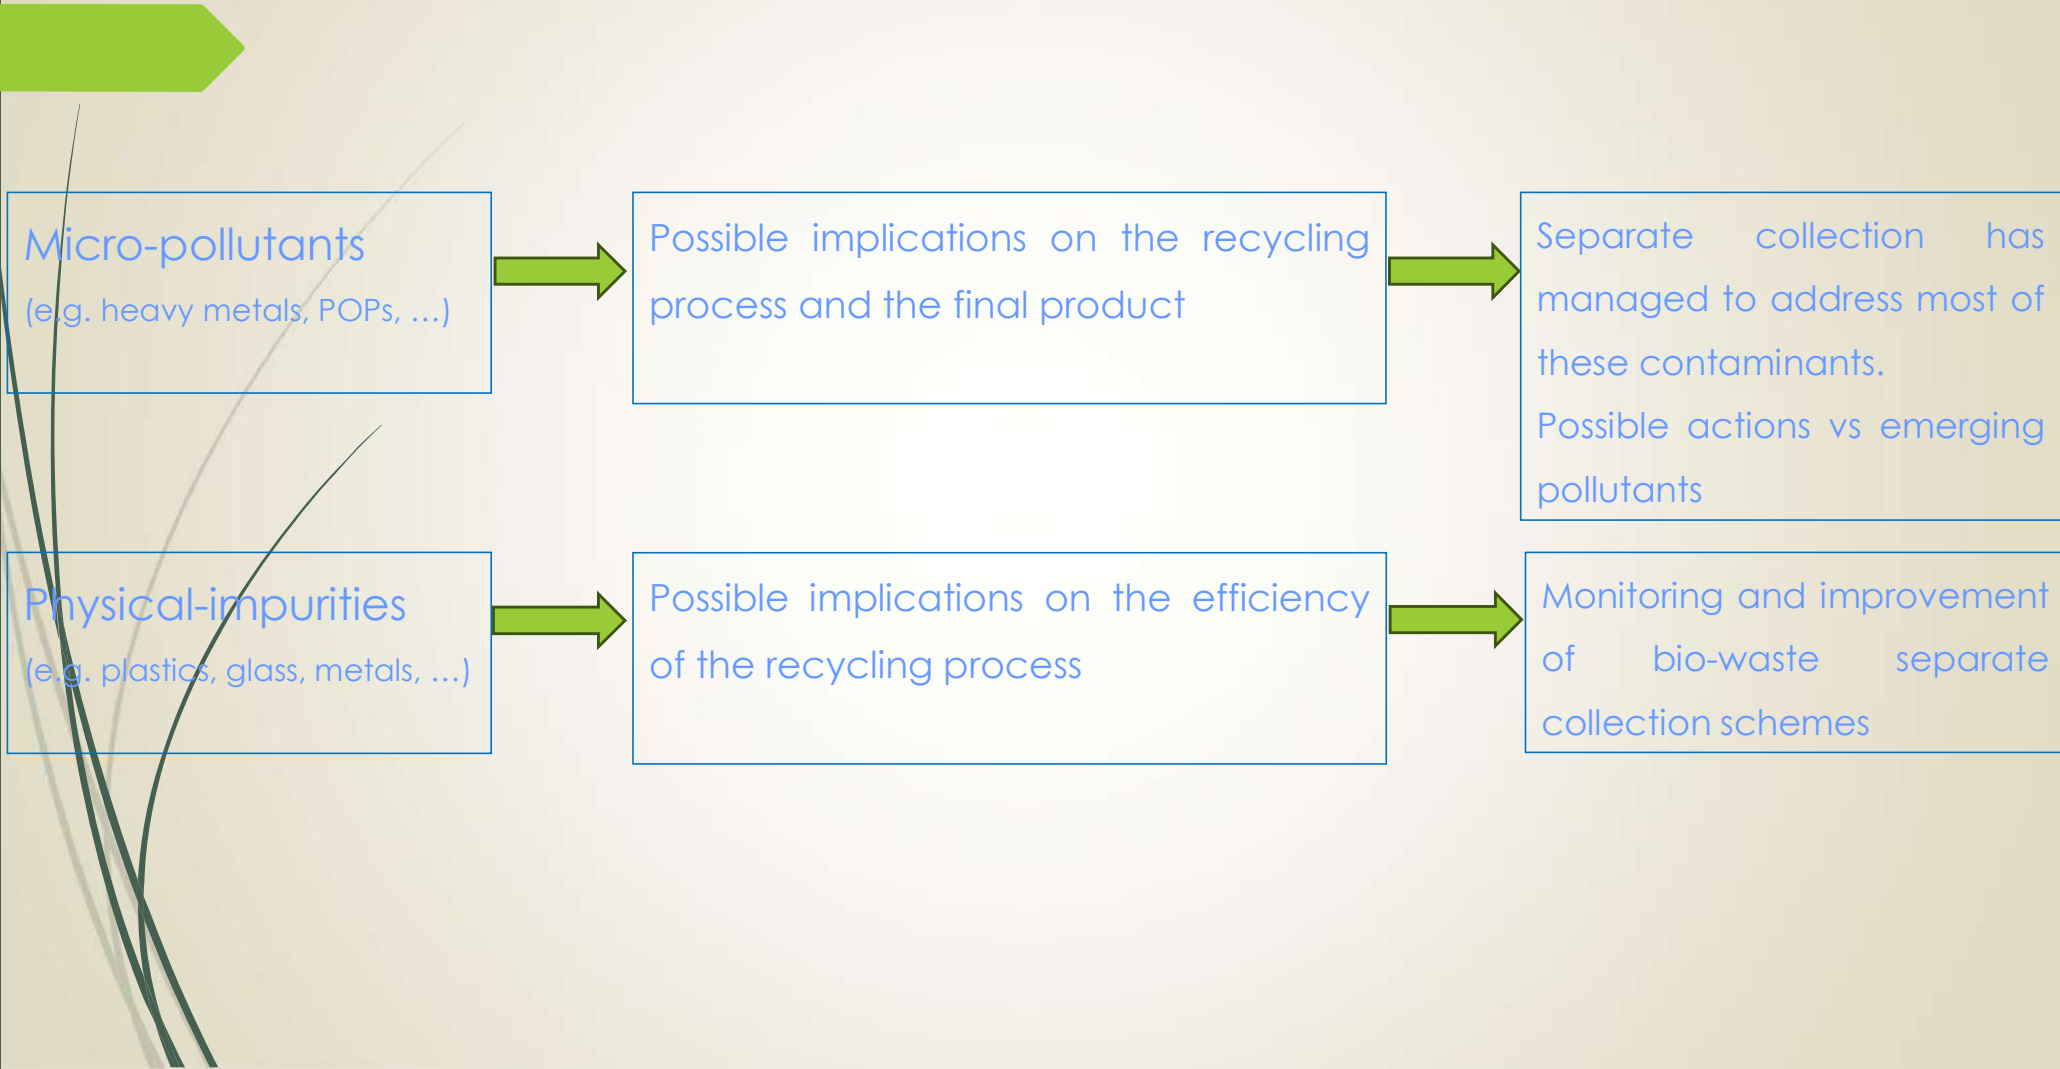 Micro-pollutants
(e.g. heavy metals, POPs, …)
Possible implications on the recycling
process and the final product
Separate collection has
managed to address most of
these contaminants.
Possible actions vs emerging
pollutants
Physical-impurities
(e.g. plastics, glass, metals, …)
Possible implications on the efficiency
of the recycling process
Monitoring and improvement
of bio-waste separate
collection schemes